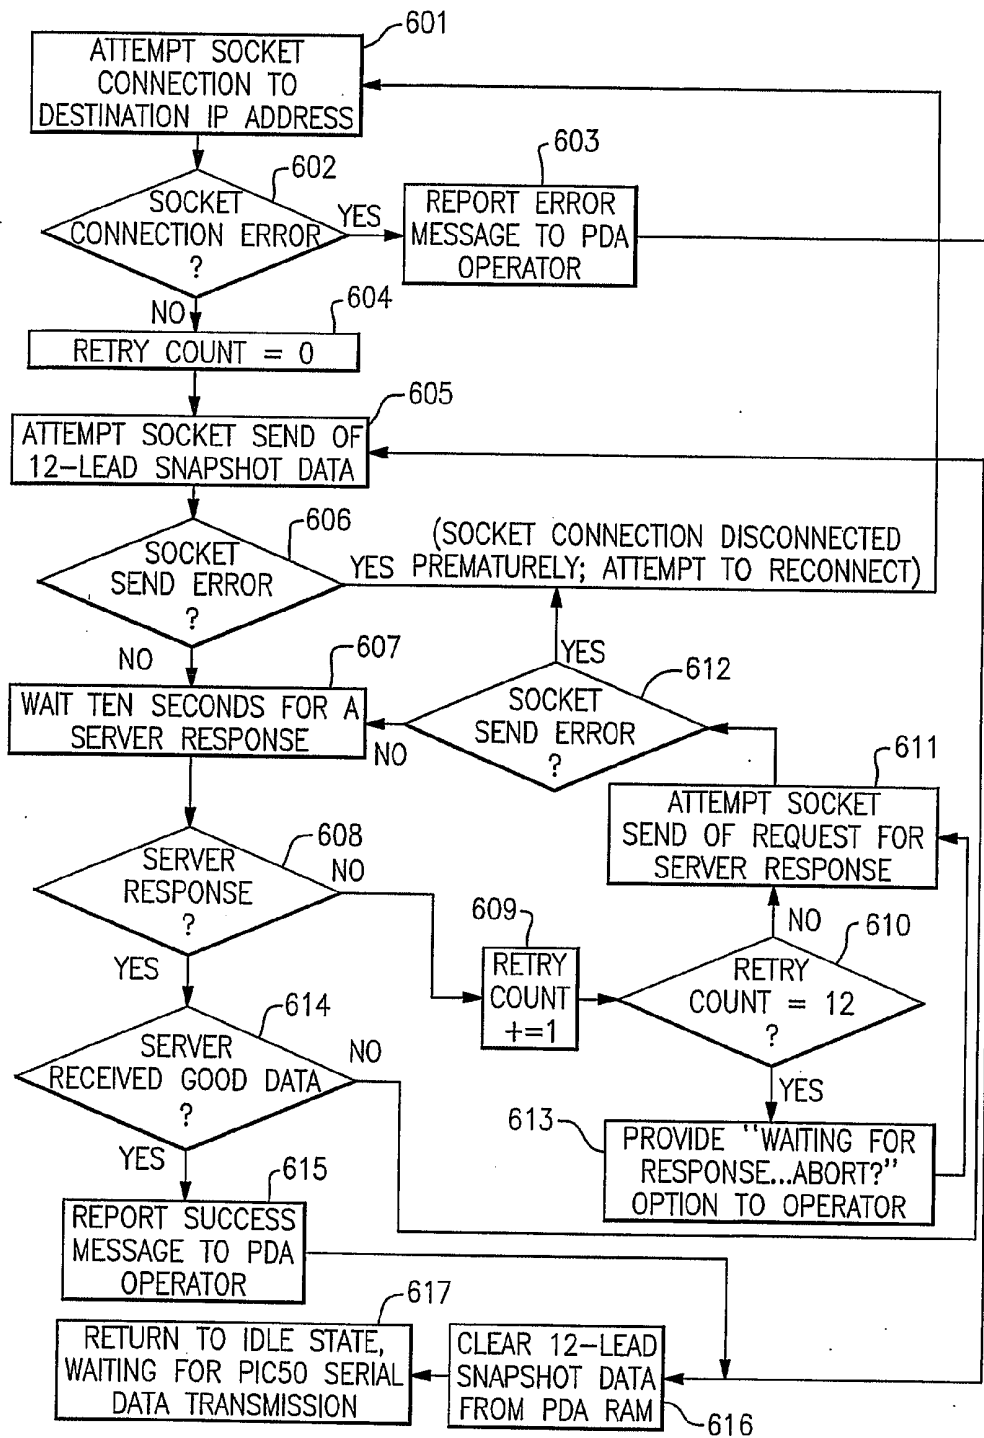 601
ATTEMPT SOCKET
CONNECTION TO
DESTINATION IP ADDRESS
602
SOCKET
CONNECTION ERROR
?
YES
NO
603
REPORT ERROR
MESSAGE TO PDA
OPERATOR
604
RETRY COUNT = 0
605
ATTEMPT SOCKET SEND OF
12-LEAD SNAPSHOT DATA
606
SOCKET
SEND ERROR
?
(SOCKET CONNECTION DISCONNECTED
YES PREMATURELY; ATTEMPT TO RECONNECT)
NO
607
WAIT TEN SECONDS FOR A
SERVER RESPONSE
YES
612
SOCKET
SEND ERROR
?
NO
611
ATTEMPT SOCKET
SEND OF REQUEST FOR
SERVER RESPONSE
608
SERVER
RESPONSE
?
NO
YES
609
RETRY
COUNT
+=1
NO
610
RETRY
COUNT = 12
?
YES
613
PROVIDE "WAITING FOR
RESPONSE...ABORT?"
OPTION TO OPERATOR
614
SERVER
RECEIVED GOOD DATA
?
NO
YES
615
REPORT SUCCESS
MESSAGE TO PDA
OPERATOR
617
RETURN TO IDLE STATE,
WAITING FOR PIC50 SERIAL
DATA TRANSMISSION
CLEAR 12-LEAD
SNAPSHOT DATA
FROM PDA RAM
616